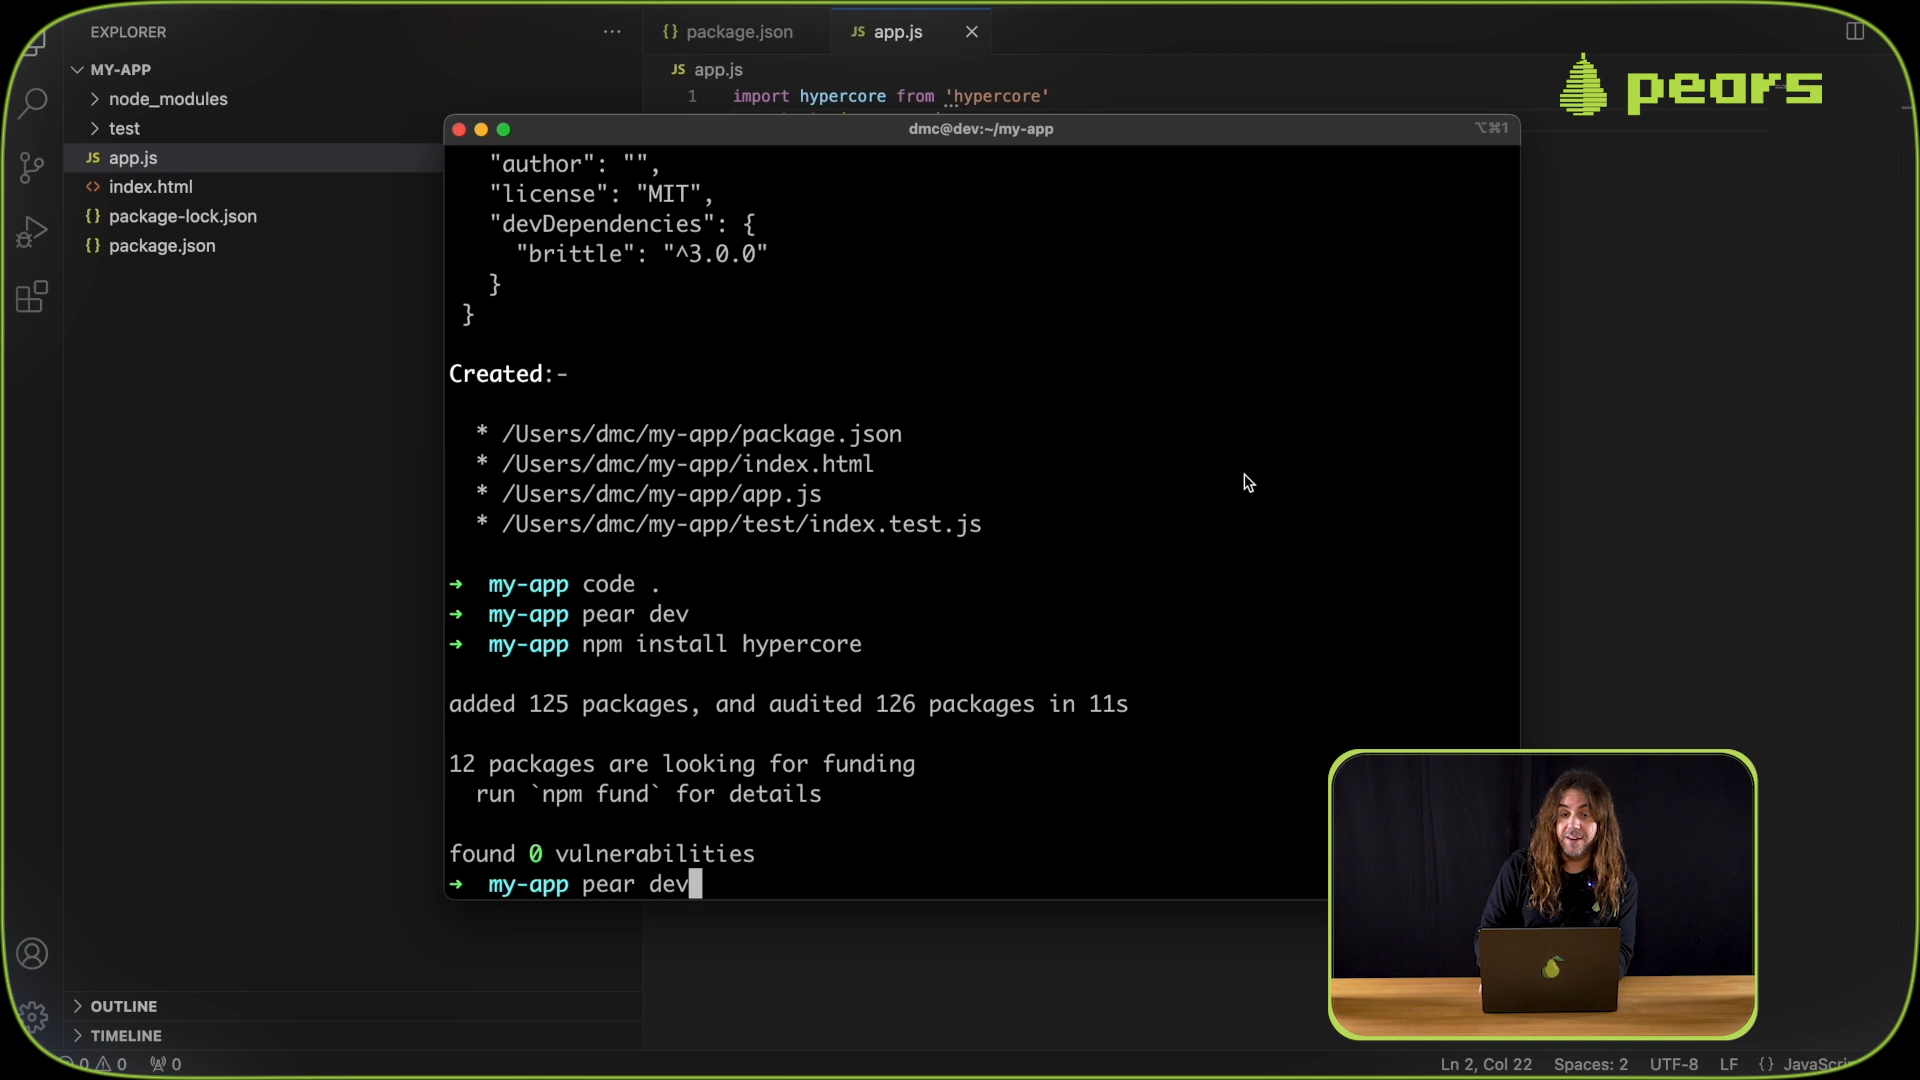 EXPLORER
MY-APP
node_modules
test
JS app.js
<> index.html
{} package-lock.json
{} package.json
OUTLINE
TIMELINE
0 0 0
{} package.json
JS app.js
JS app.js
1 import hypercore from 'hypercore'
pears
dmc@dev:~/my-app
⌥⌘1
"author": "",
"license": "MIT",
"devDependencies": {
"brittle": "^3.0.0"
}
}
Created:-
* /Users/dmc/my-app/package.json
* /Users/dmc/my-app/index.html
* /Users/dmc/my-app/app.js
* /Users/dmc/my-app/test/index.test.js
➜ my-app code .
➜ my-app pear dev
➜ my-app npm install hypercore
added 125 packages, and audited 126 packages in 11s
12 packages are looking for funding
run `npm fund` for details
found 0 vulnerabilities
➜ my-app pear dev
Ln 2, Col 22 Spaces: 2 UTF-8 LF {} JavaScri